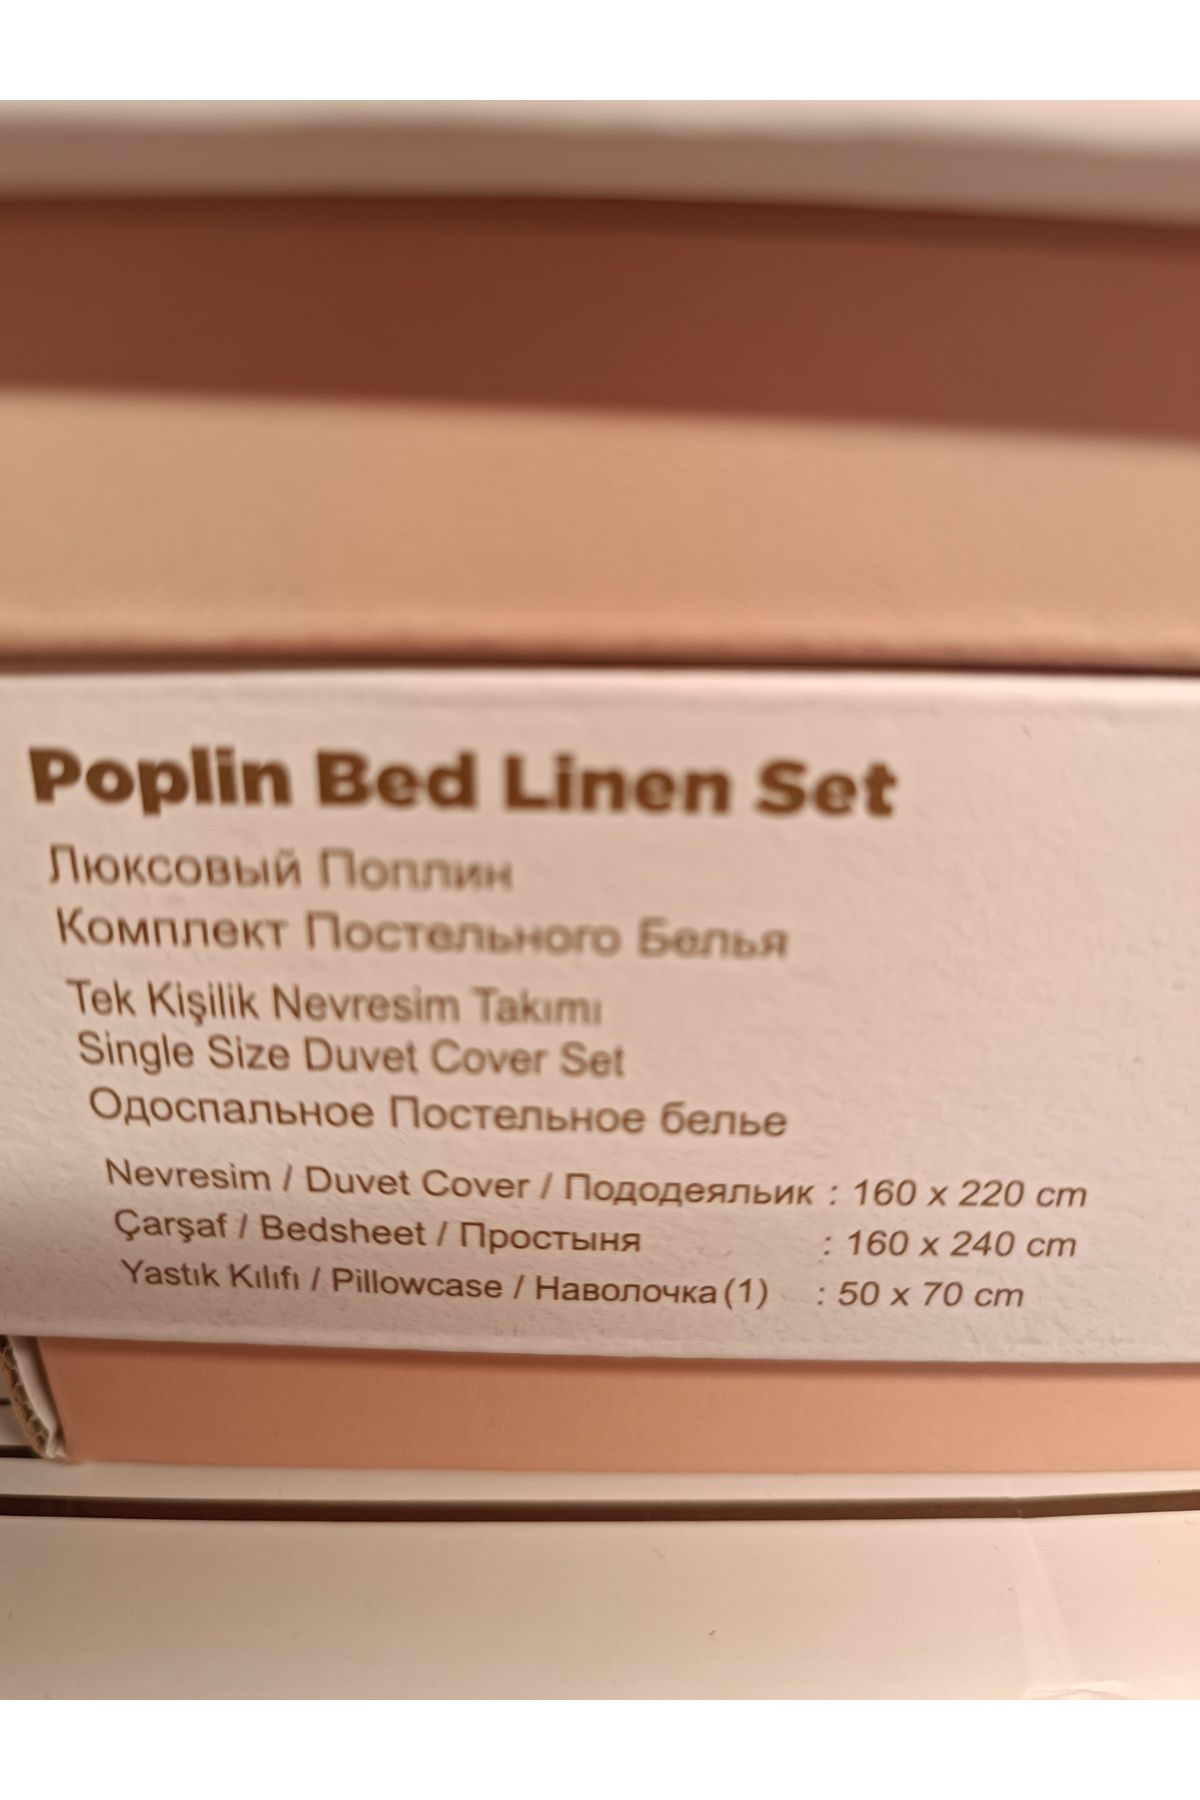 Poplin Bed Linen Set
Люксовый Поплин
Комплект Постельного Белья
Tek Kişilik Nevresim Takımı
Single Size Duvet Cover Set
Одоспальное Постельное белье
Nevresim / Duvet Cover / Пододеяльик : 160 x 220 cm
Çarşaf / Bedsheet / Простыня : 160 x 240 cm
Yastık Kılıfı / Pillowcase / Наволочка (1) : 50 x 70 cm